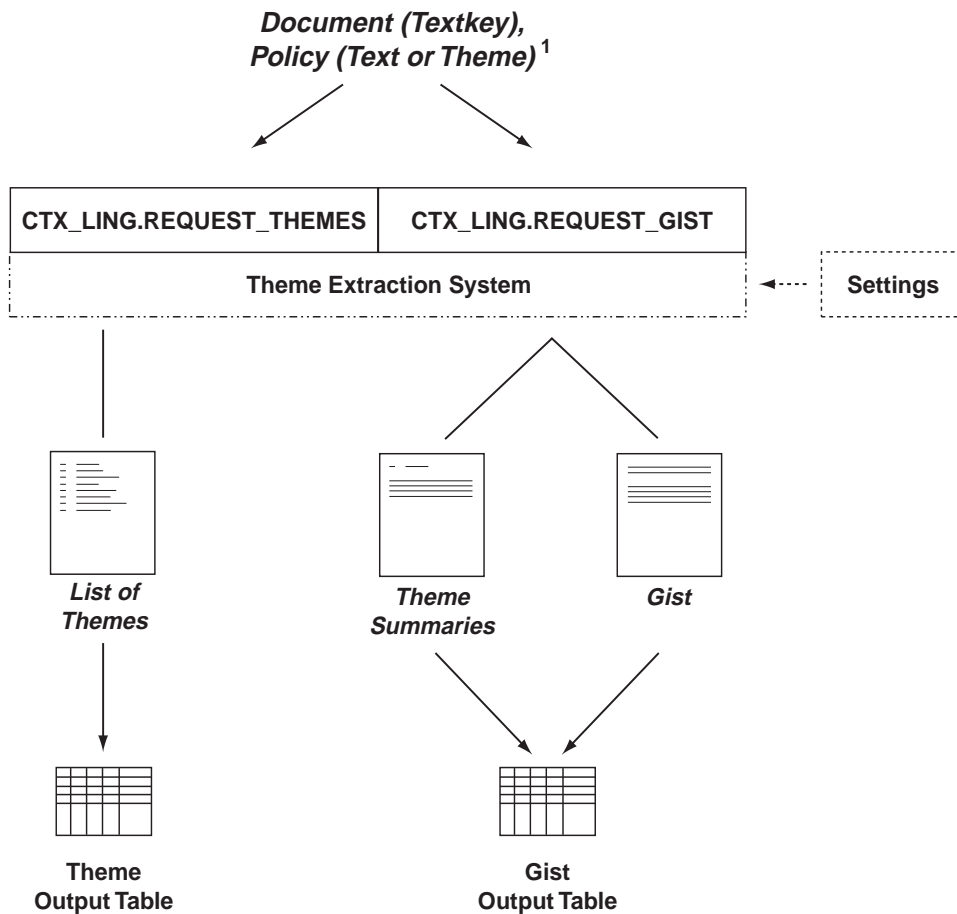 Document (Textkey),
Policy (Text or Theme) 1
CTX_LING.REQUEST_THEMES
CTX_LING.REQUEST_GIST
Theme Extraction System
Settings
List of
Themes
Theme
Summaries
Gist
Theme
Output Table
Gist
Output Table